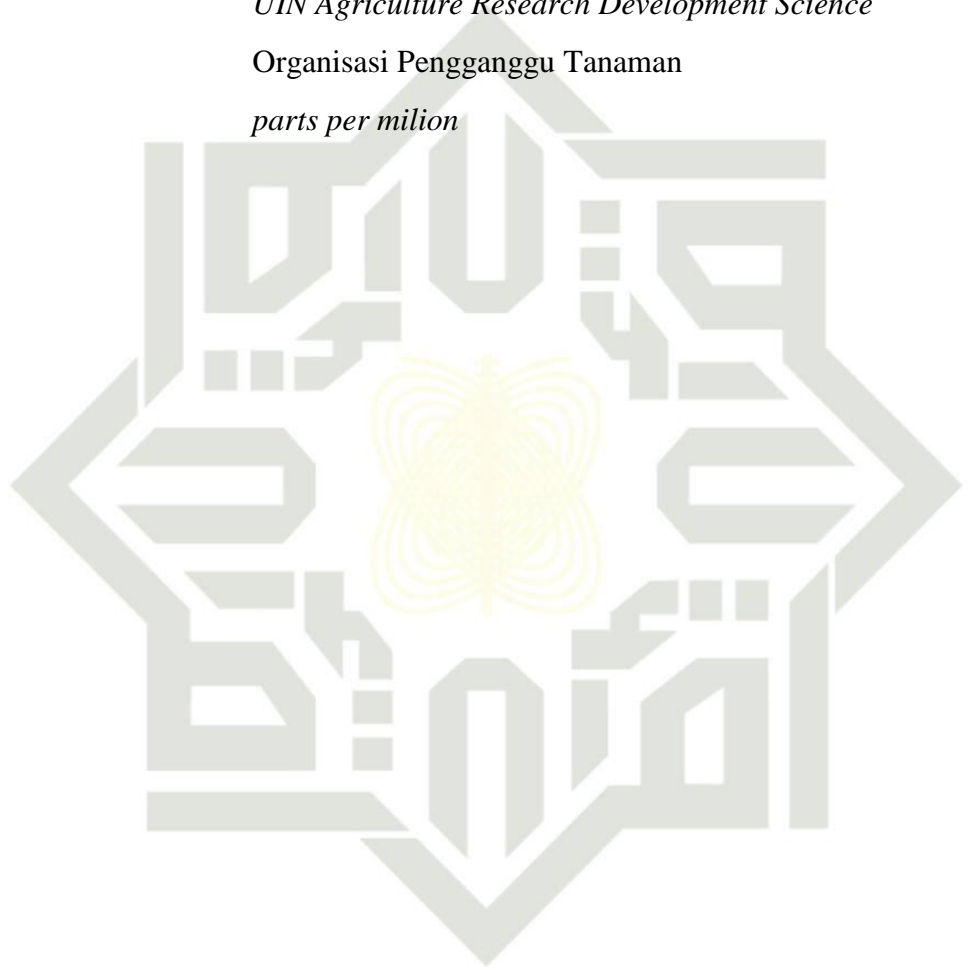 UIN Agriculture Research Development Science
Organisasi Pengganggu Tanaman
parts per milion